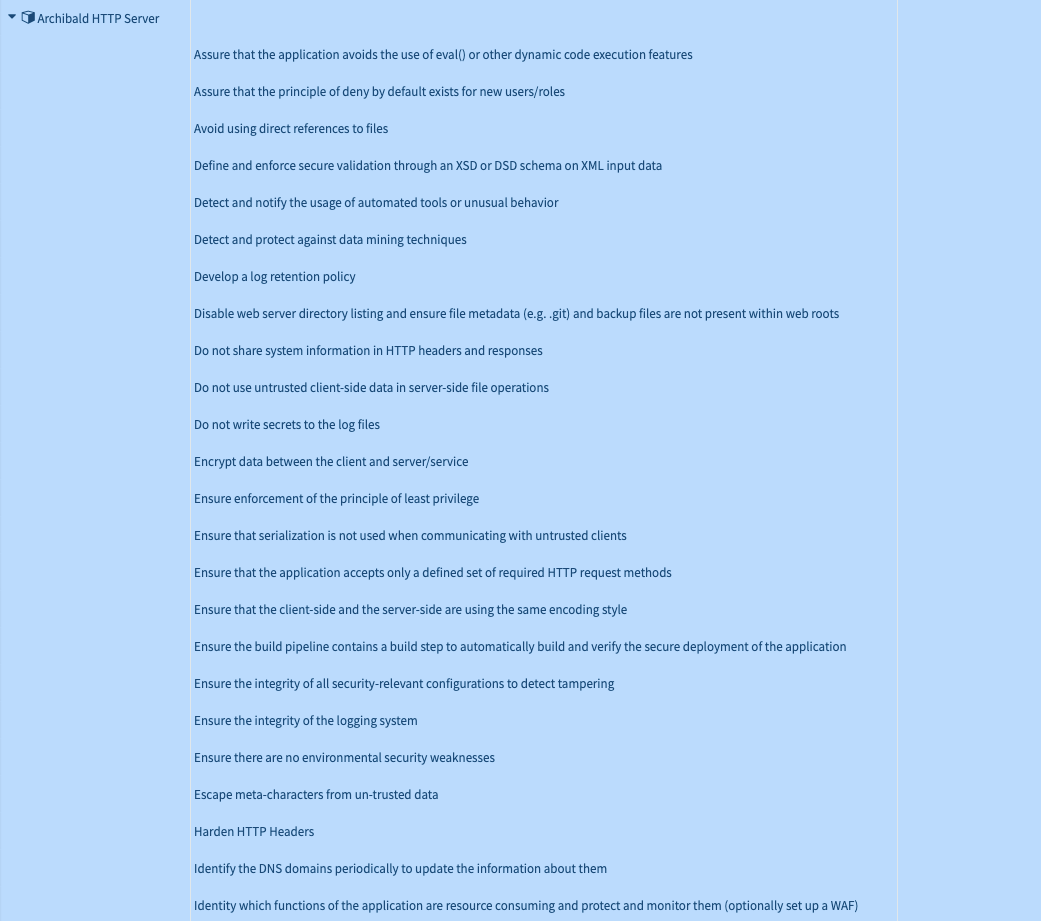 Archibald HTTP Server
Assure that the application avoids the use of eval() or other dynamic code execution features
Assure that the principle of deny by default exists for new users/roles
Avoid using direct references to files
Define and enforce secure validation through an XSD or DSD schema on XML input data
Detect and notify the usage of automated tools or unusual behavior
Detect and protect against data mining techniques
Develop a log retention policy
Disable web server directory listing and ensure file metadata (e.g. .git) and backup files are not present within web roots
Do not share system information in HTTP headers and responses
Do not use untrusted client-side data in server-side file operations
Do not write secrets to the log files
Encrypt data between the client and server/service
Ensure enforcement of the principle of least privilege
Ensure that serialization is not used when communicating with untrusted clients
Ensure that the application accepts only a defined set of required HTTP request methods
Ensure that the client-side and the server-side are using the same encoding style
Ensure the build pipeline contains a build step to automatically build and verify the secure deployment of the application
Ensure the integrity of all security-relevant configurations to detect tampering
Ensure the integrity of the logging system
Ensure there are no environmental security weaknesses
Escape meta-characters from un-trusted data
Harden HTTP Headers
Identify the DNS domains periodically to update the information about them
Identity which functions of the application are resource consuming and protect and monitor them (optionally set up a WAF)